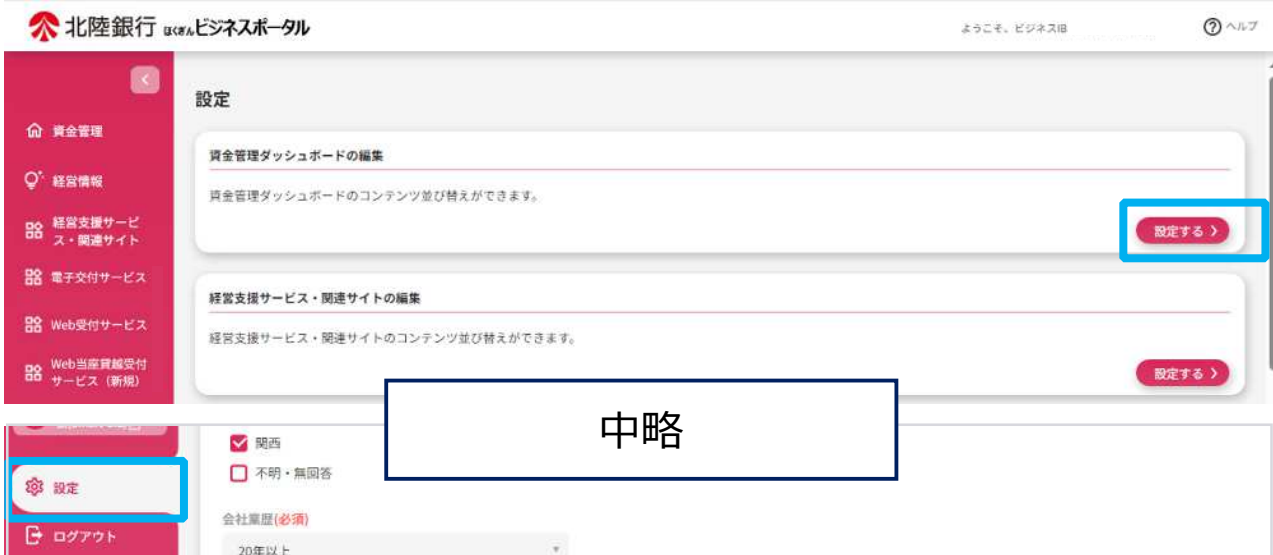 北陸銀行 ほくぎんビジネスポータル
ようこそ、ビジネスIB
ヘルプ
設定
資金管理
経営情報
経営支援サービ
ス・関連サイト
電子交付サービス
Web受付サービス
Web当座貸越受付
サービス（新規）
資金管理ダッシュボードの編集
資金管理ダッシュボードのコンテンツ並び替えができます。
設定する
経営支援サービス・関連サイトの編集
経営支援サービス・関連サイトのコンテンツ並び替えができます。
設定する
中略
設定
ログアウト
関西
不明・無回答
会社業歴(必須)
20年以上